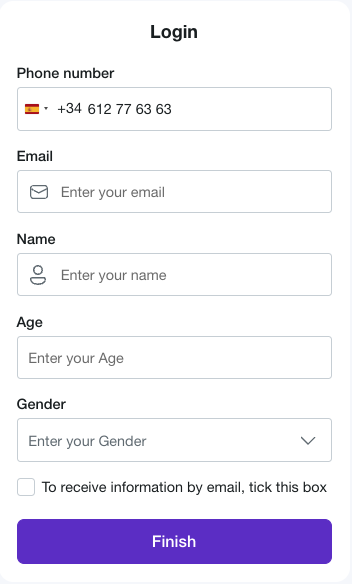 Login
Phone number
+34 612 77 63 63
Email
Enter your email
Name
Enter your name
Age
Enter your Age
Gender
Enter your Gender
To receive information by email, tick this box
Finish